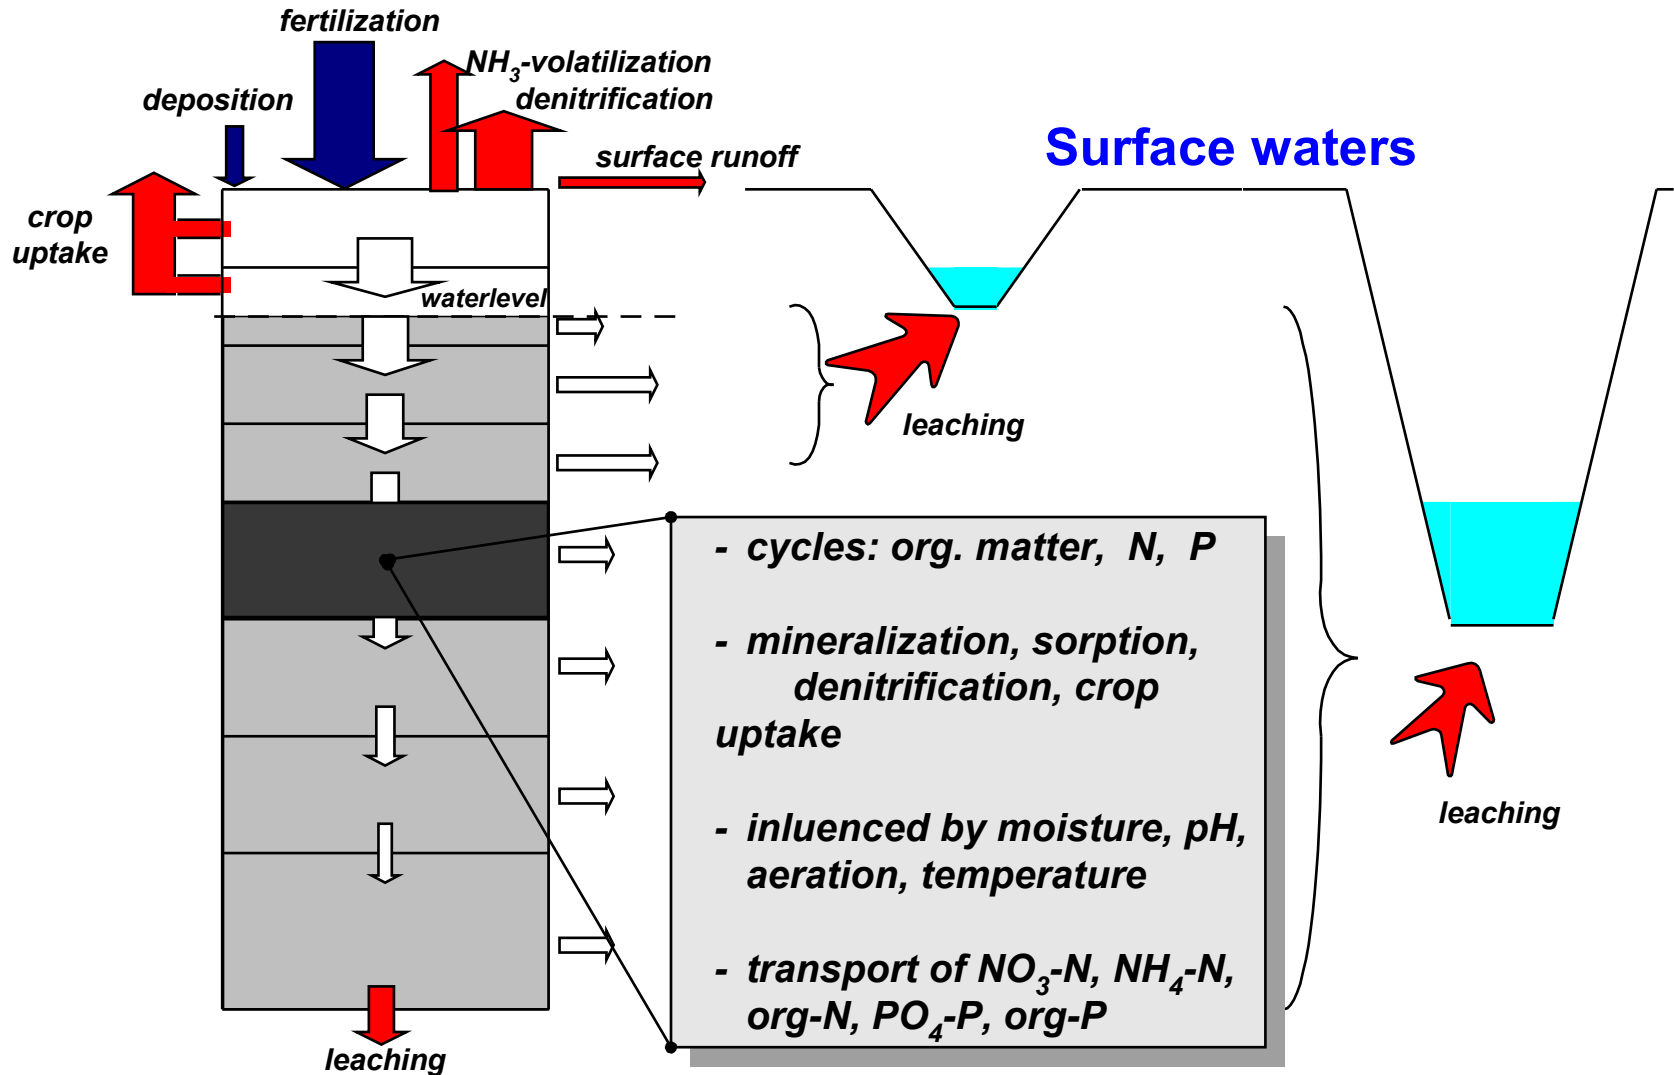 fertilization
NH3-volatilization
denitrification
deposition
surface runoff
Surface waters
crop
uptake
waterlevel
leaching
- cycles: org. matter, N, P
- mineralization, sorption,
denitrification, crop
uptake
- inluenced by moisture, pH,
aeration, temperature
- transport of NO3-N, NH4-N,
org-N, PO4-P, org-P
leaching
leaching